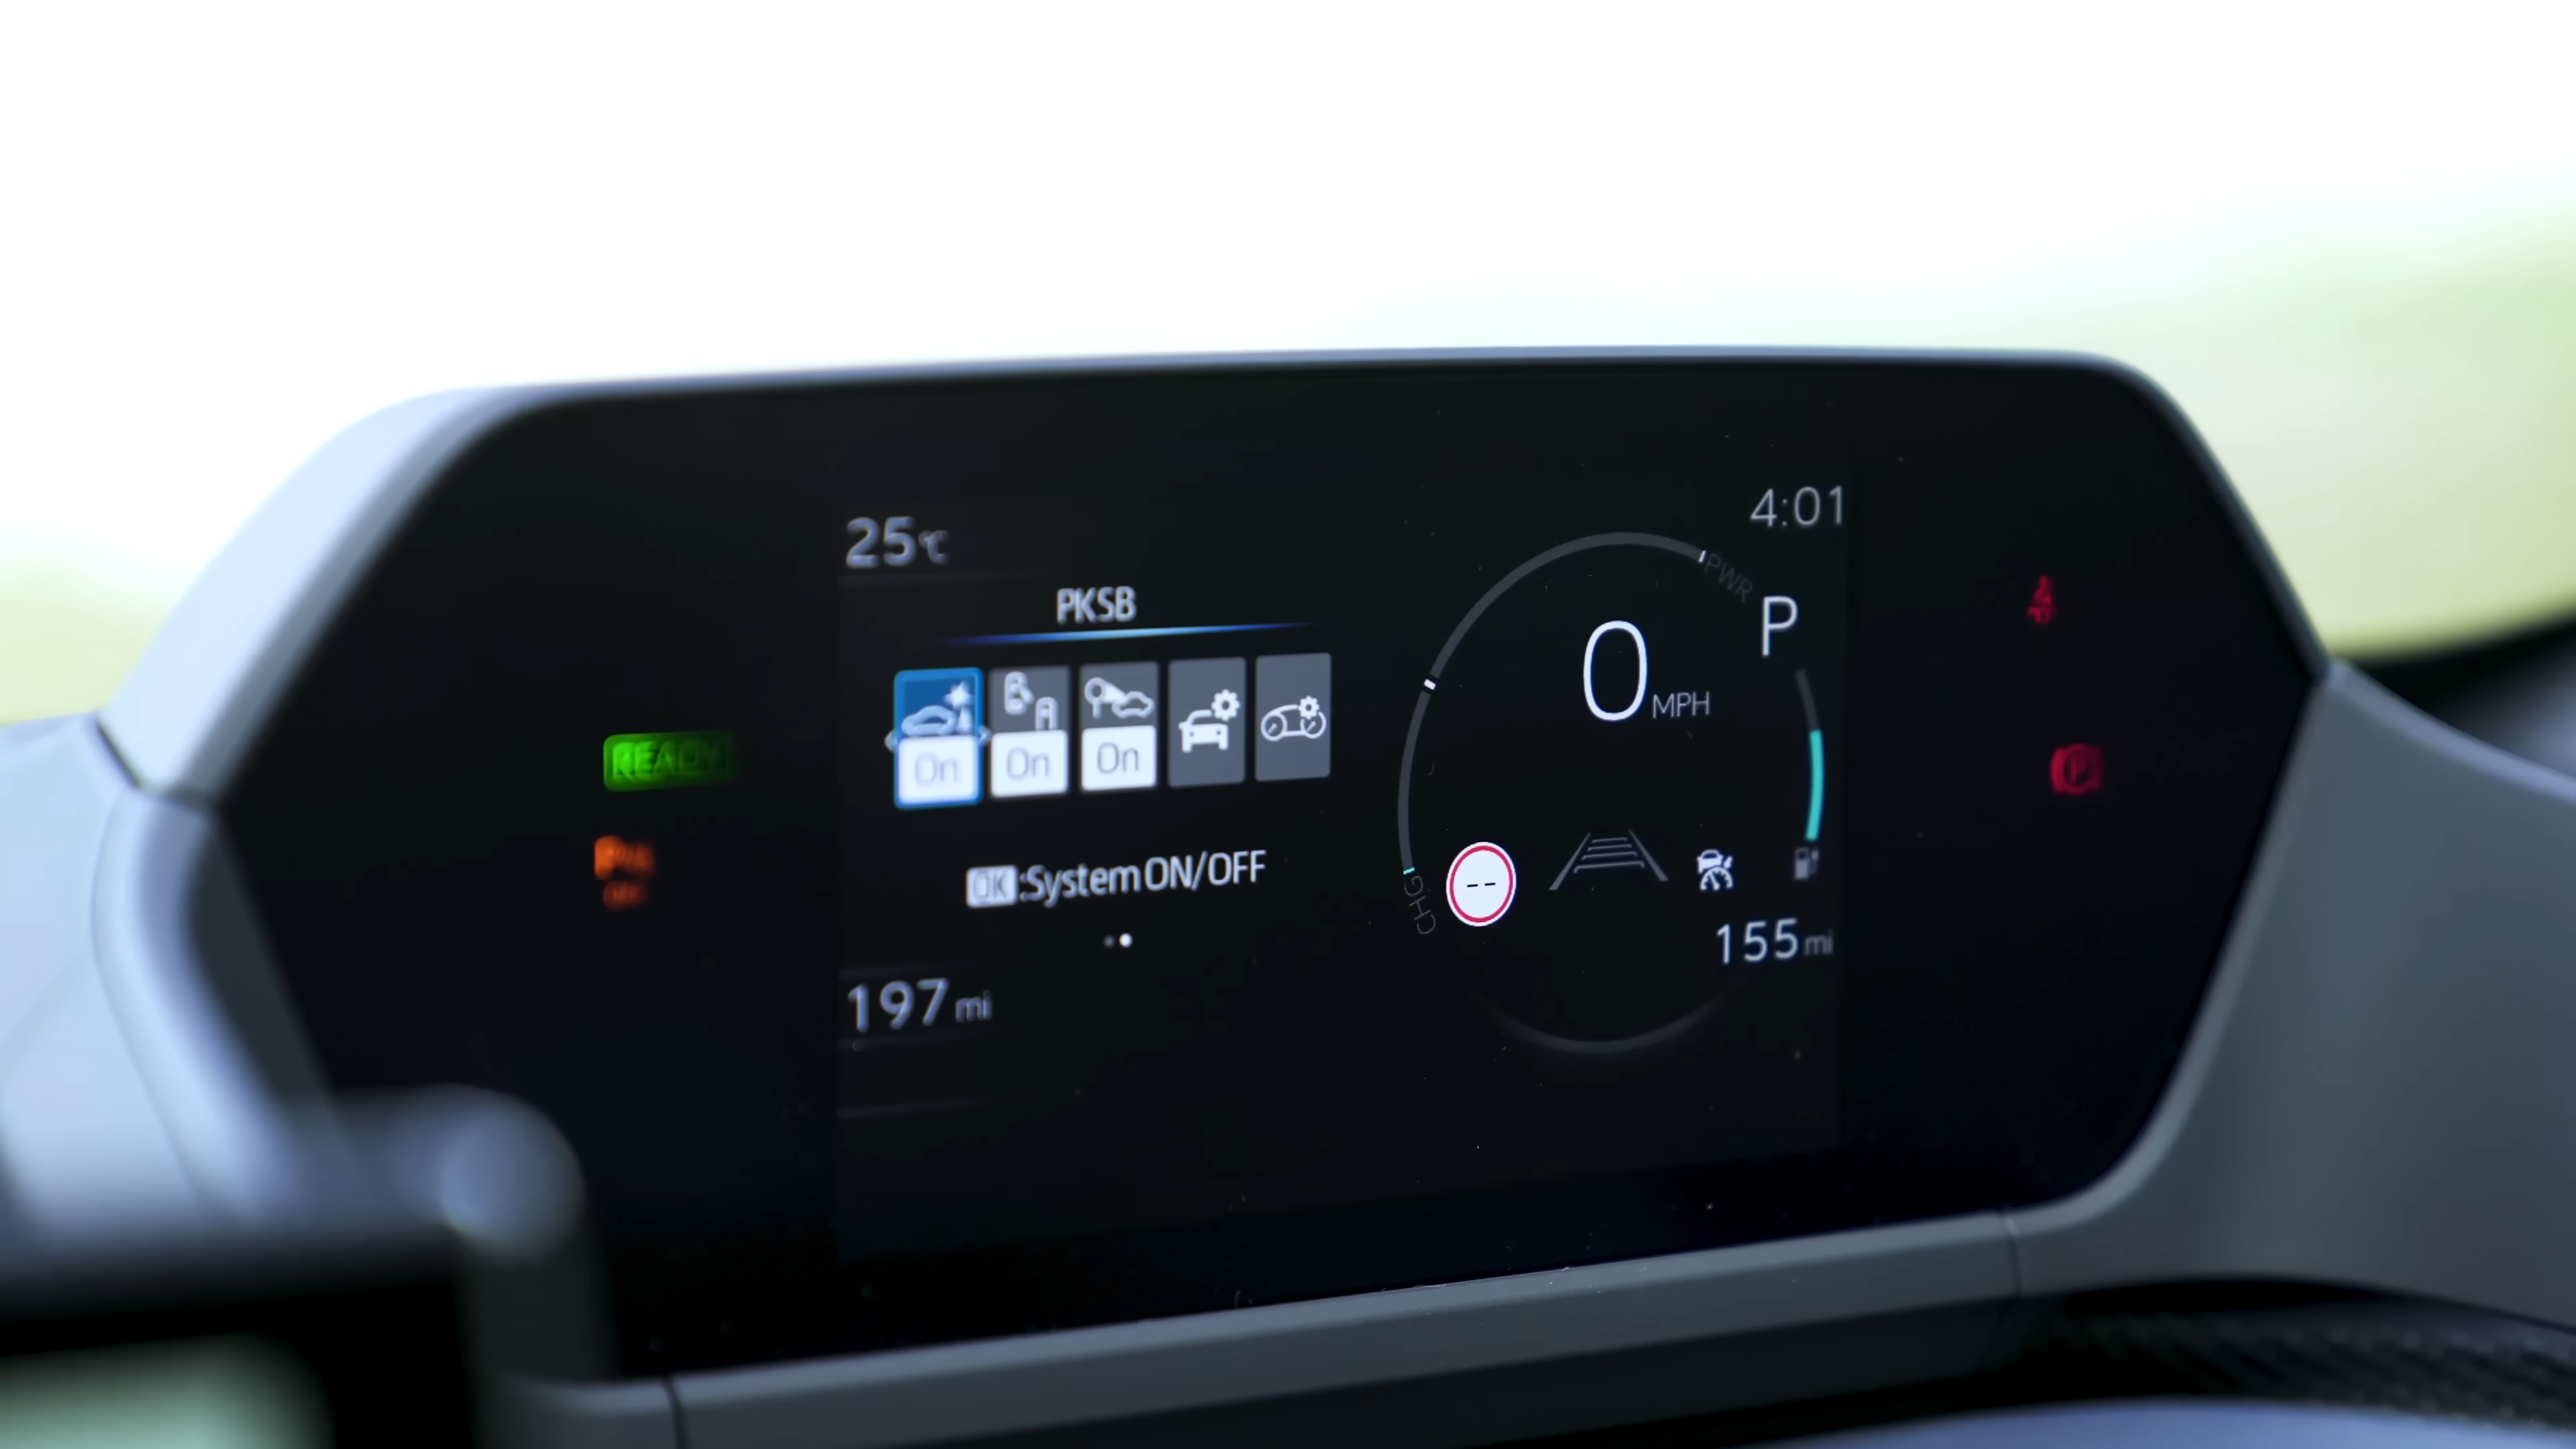 25°C
4:01
PKSB
PWR
P
0 MPH
READY
On On On
OK:System ON/OFF
CHG
--
155 mi
197 mi
P